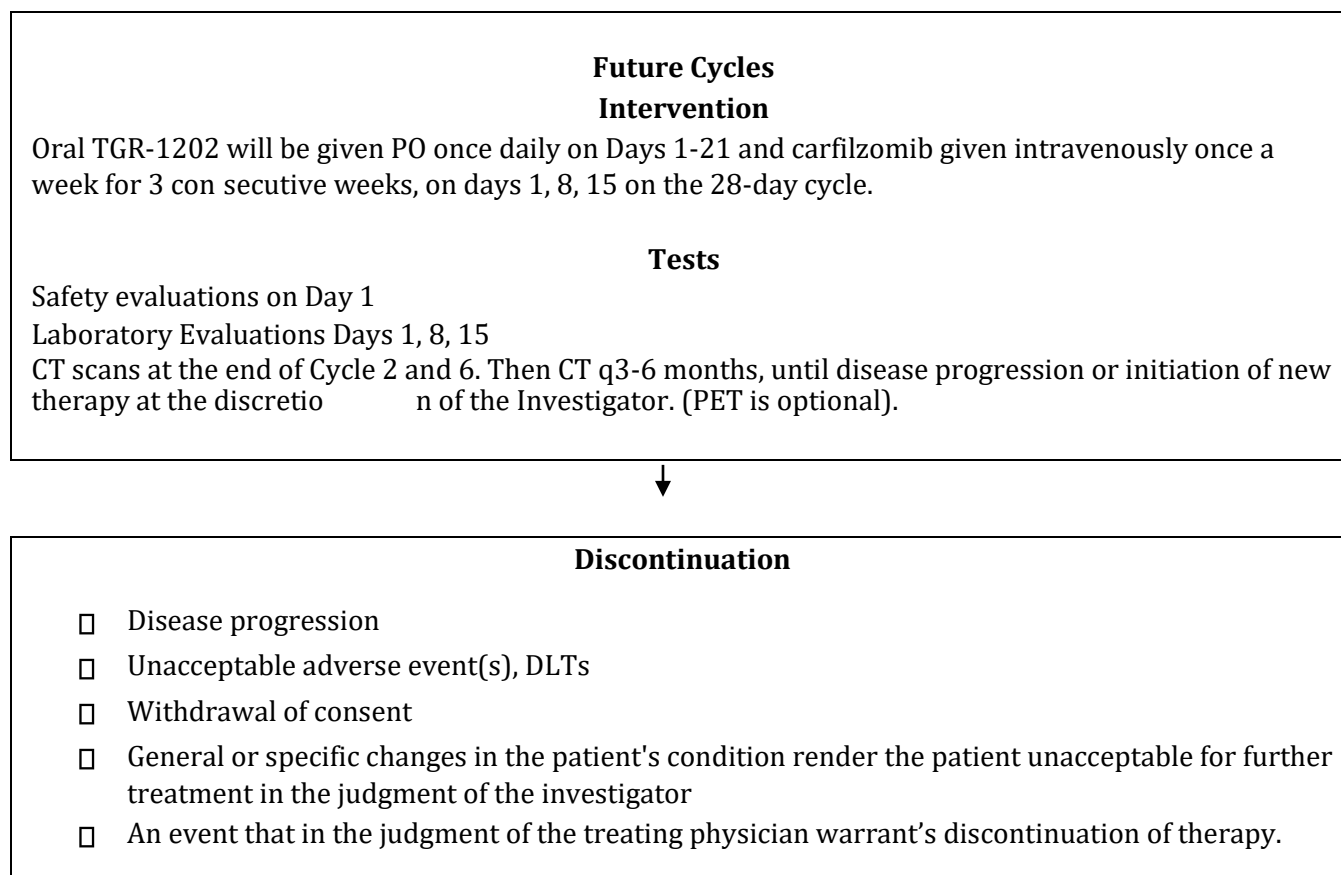 Future Cycles
Intervention
Oral TGR-1202 will be given PO once daily on Days 1-21 and carfilzomib given intravenously once a
week for 3 con secutive weeks, on days 1, 8, 15 on the 28-day cycle.
Tests
Safety evaluations on Day 1
Laboratory Evaluations Days 1, 8, 15
CT scans at the end of Cycle 2 and 6. Then CT q3-6 months, until disease progression or initiation of new
therapy at the discretio n of the Investigator. (PET is optional).
Discontinuation
Disease progression
Unacceptable adverse event(s), DLTs
Withdrawal of consent
General or specific changes in the patient's condition render the patient unacceptable for further
treatment in the judgment of the investigator
An event that in the judgment of the treating physician warrant’s discontinuation of therapy.